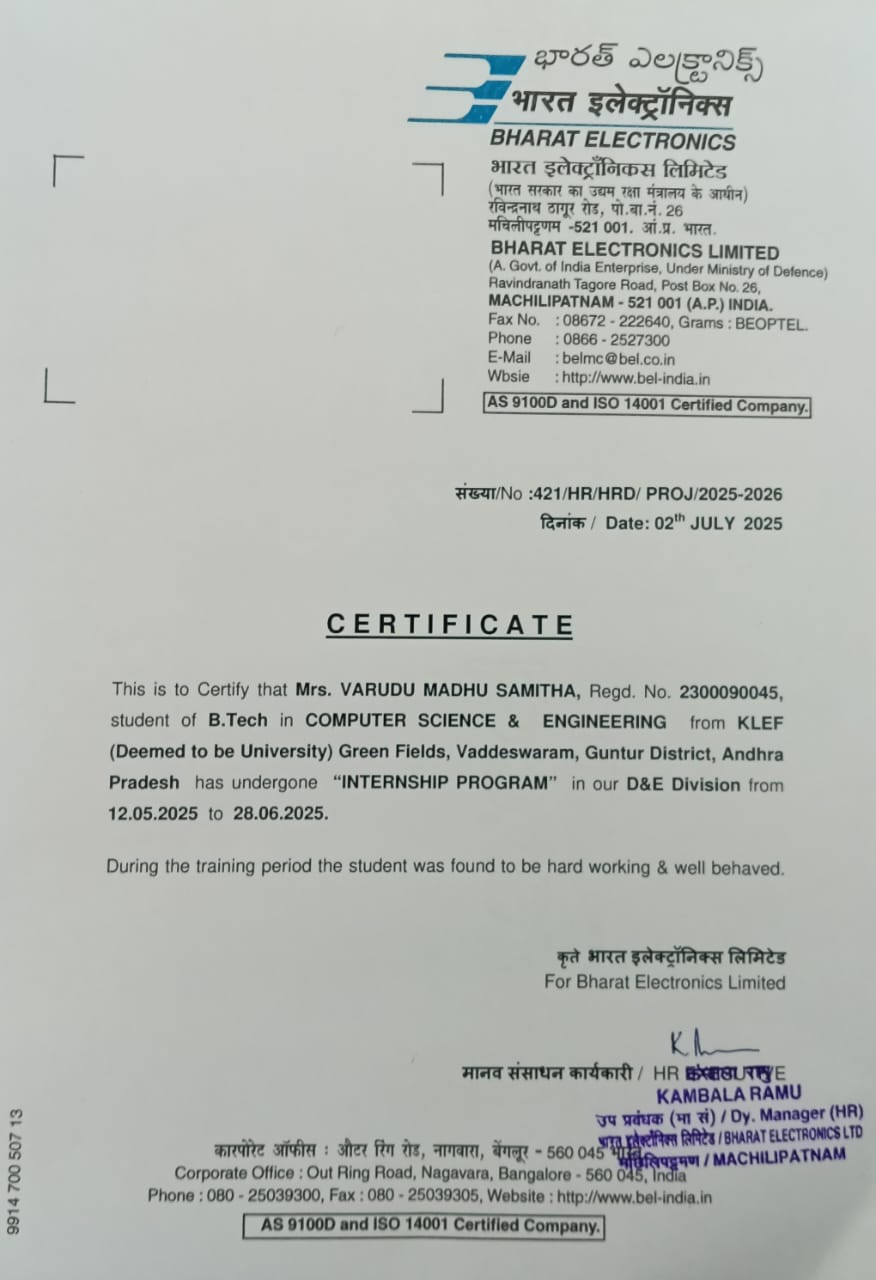 భారత్ ఎలక్ట్రానిక్స్
भारत इलेक्ट्रॉनिक्स
BHARAT ELECTRONICS
भारत इलेक्ट्रॉनिकस लिमिटेड
(भारत सरकार का उद्यम रक्षा मंत्रालय के आधीन)
रविन्द्रनाथ ठागूर रोड, पो.बा.नं. 26
मचिलीपट्टणम -521 001. आं.प्र. भारत.
BHARAT ELECTRONICS LIMITED
(A. Govt. of India Enterprise, Under Ministry of Defence)
Ravindranath Tagore Road, Post Box No. 26,
MACHILIPATNAM - 521 001 (A.P.) INDIA.
Fax No. : 08672 - 222640, Grams : BEOPTEL.
Phone : 0866 - 2527300
E-Mail : belmc@bel.co.in
Wbsie : http://www.bel-india.in
AS 9100D and ISO 14001 Certified Company.
संख्या/No :421/HR/HRD/ PROJ/2025-2026
दिनांक / Date: 02th JULY 2025
CERTIFICATE
This is to Certify that Mrs. VARUDU MADHU SAMITHA, Regd. No. 2300090045,
student of B.Tech in COMPUTER SCIENCE & ENGINEERING from KLEF
(Deemed to be University) Green Fields, Vaddeswaram, Guntur District, Andhra
Pradesh has undergone “INTERNSHIP PROGRAM” in our D&E Division from
12.05.2025 to 28.06.2025.
During the training period the student was found to be hard working & well behaved.
कृते भारत इलेक्ट्रॉनिक्स लिमिटेड
For Bharat Electronics Limited
मानव संसाधन कार्यकारी / HR
KAMBALA RAMU
उप प्रबंधक (मा सं) / Dy. Manager (HR)
भारत इलेक्ट्रॉनिक्स लिमिटेड / BHARAT ELECTRONICS LTD
मछिलिपट्टमण / MACHILIPATNAM
कारपोरेट ऑफीस : औटर रिंग रोड, नागवारा, बेंगलूर - 560 045 भारत
Corporate Office : Out Ring Road, Nagavara, Bangalore - 560 045, India
Phone : 080 - 25039300, Fax : 080 - 25039305, Website : http://www.bel-india.in
AS 9100D and ISO 14001 Certified Company.
9914 700 507 13